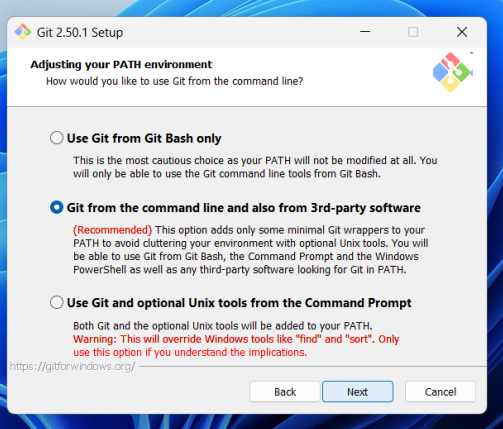 Git 2.50.1 Setup
Adjusting your PATH environment
How would you like to use Git from the command line?
Use Git from Git Bash only
This is the most cautious choice as your PATH will not be modified at all. You
will only be able to use the Git command line tools from Git Bash.
Git from the command line and also from 3rd-party software
(Recommended) This option adds only some minimal Git wrappers to your
PATH to avoid cluttering your environment with optional Unix tools. You will
be able to use Git from Git Bash, the Command Prompt and the Windows
PowerShell as well as any third-party software looking for Git in PATH.
Use Git and optional Unix tools from the Command Prompt
Both Git and the optional Unix tools will be added to your PATH.
Warning: This will override Windows tools like "find" and "sort". Only
use this option if you understand the implications.
https://gitforwindows.org/
Back Next Cancel